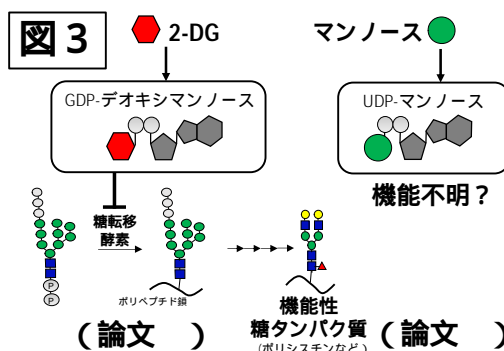 図３
2-DG
マンノース
GDP-デオキシマンノース
UDP-マンノース
機能不明？
糖転移
酵素
P
P
ポリペプチド鎖
機能性
糖タンパク質
(ポリシスチンなど)
（論文　）
（論文　）